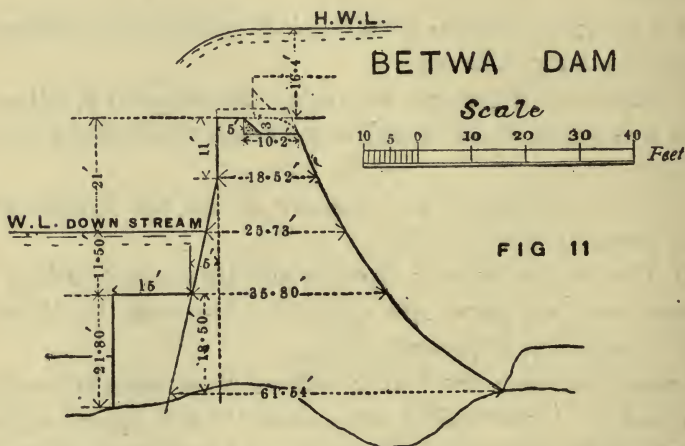 H.W.L.
16·4'
BETWA DAM
Scale
10 5 0 10 20 30 40
Feet
5'
3'
10·2'
11'
21'
18·52'
W.L. DOWN STREAM
25·73'
FIG 11
11·50'
5'
15'
35·80'
21·80'
18·50'
61·54'